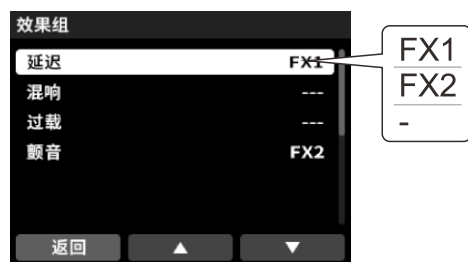 效果组
延迟 FX1
混响 ---
过载 ---
颤音 FX2
返回 ▲ ▼
FX1
FX2
-